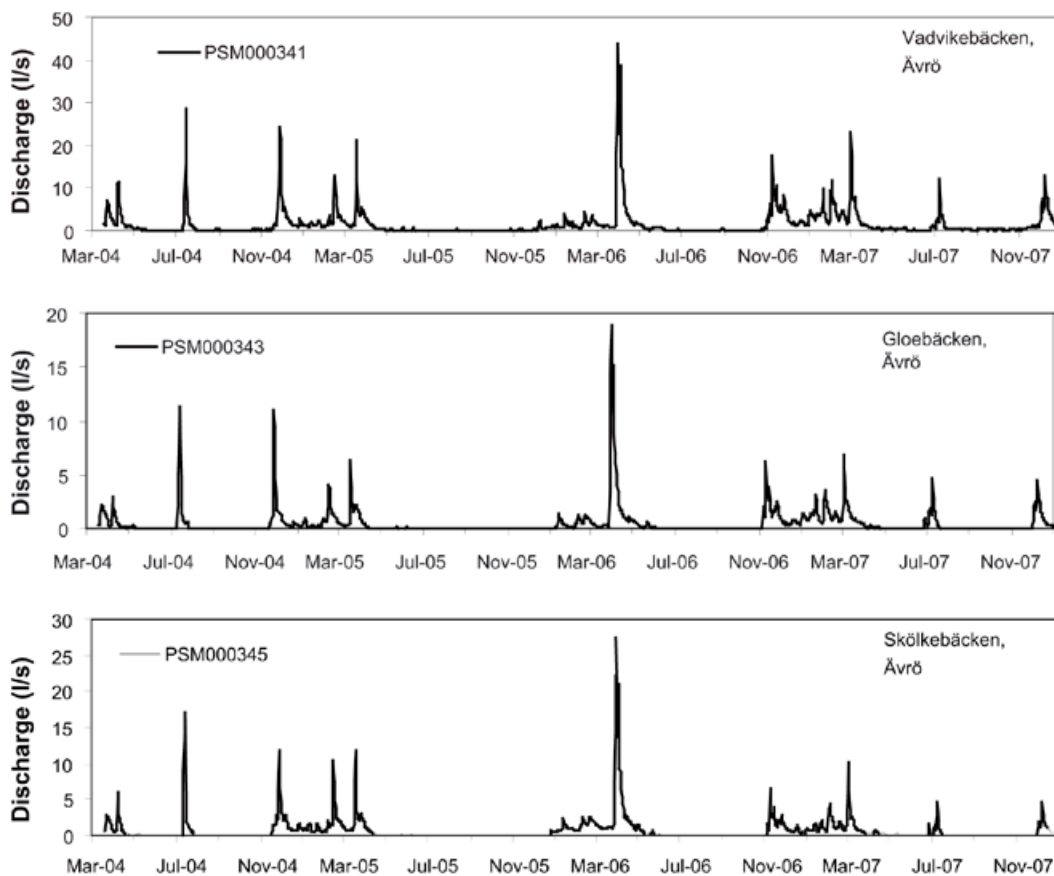 50
40
30
20
10
0
Discharge (l/s)
PSM000341
Vadvikebäcken,
Ävrö
Mar-04 Jul-04 Nov-04 Mar-05 Jul-05 Nov-05 Mar-06 Jul-06 Nov-06 Mar-07 Jul-07 Nov-07
20
15
10
5
0
Discharge (l/s)
PSM000343
Gloebäcken,
Ävrö
Mar-04 Jul-04 Nov-04 Mar-05 Jul-05 Nov-05 Mar-06 Jul-06 Nov-06 Mar-07 Jul-07 Nov-07
30
25
20
15
10
5
0
Discharge (l/s)
PSM000345
Skölkebäcken,
Ävrö
Mar-04 Jul-04 Nov-04 Mar-05 Jul-05 Nov-05 Mar-06 Jul-06 Nov-06 Mar-07 Jul-07 Nov-07